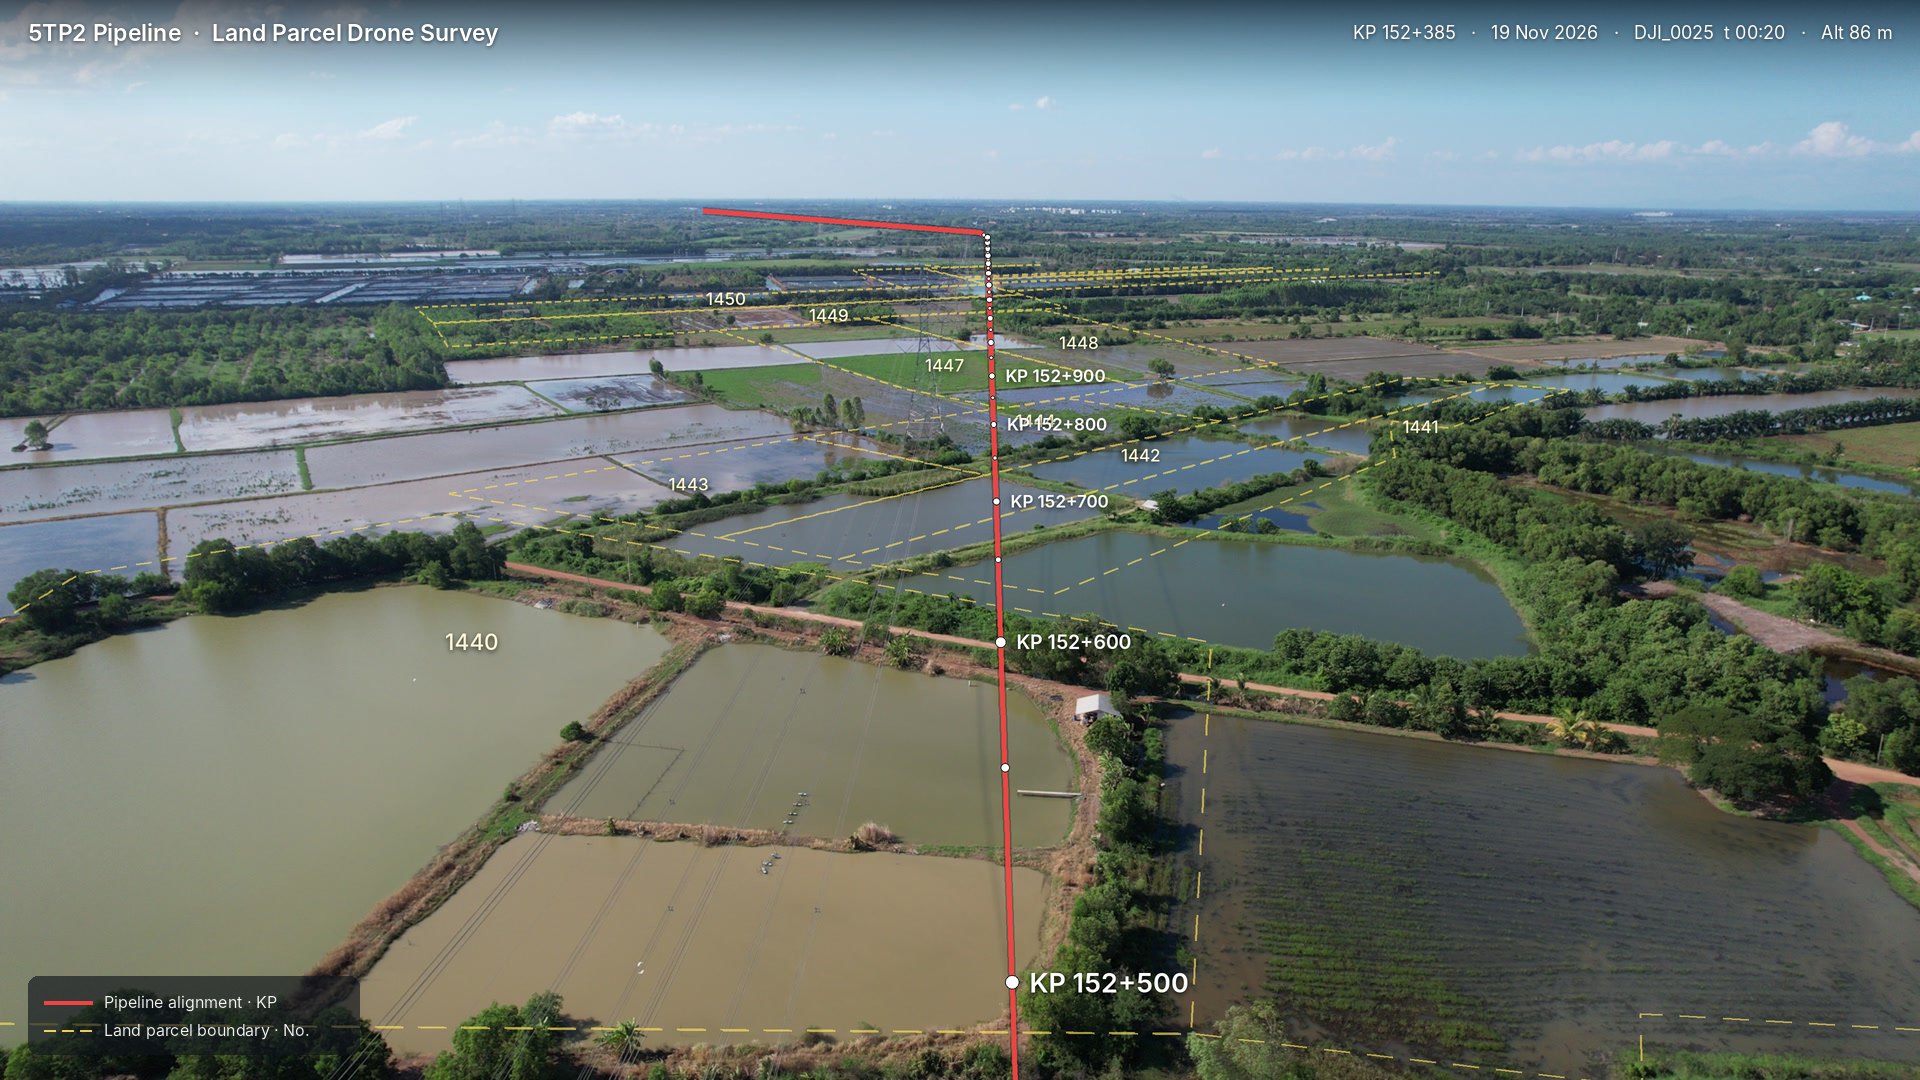 5TP2 Pipeline · Land Parcel Drone Survey
KP 152+385 · 19 Nov 2026 · DJI_0025 t 00:20 · Alt 86 m
1450
1449
1448
1447
KP 152+900
1444
KP 152+800
1441
1442
1443
KP 152+700
1440
KP 152+600
KP 152+500
Pipeline alignment · KP
Land parcel boundary · No.